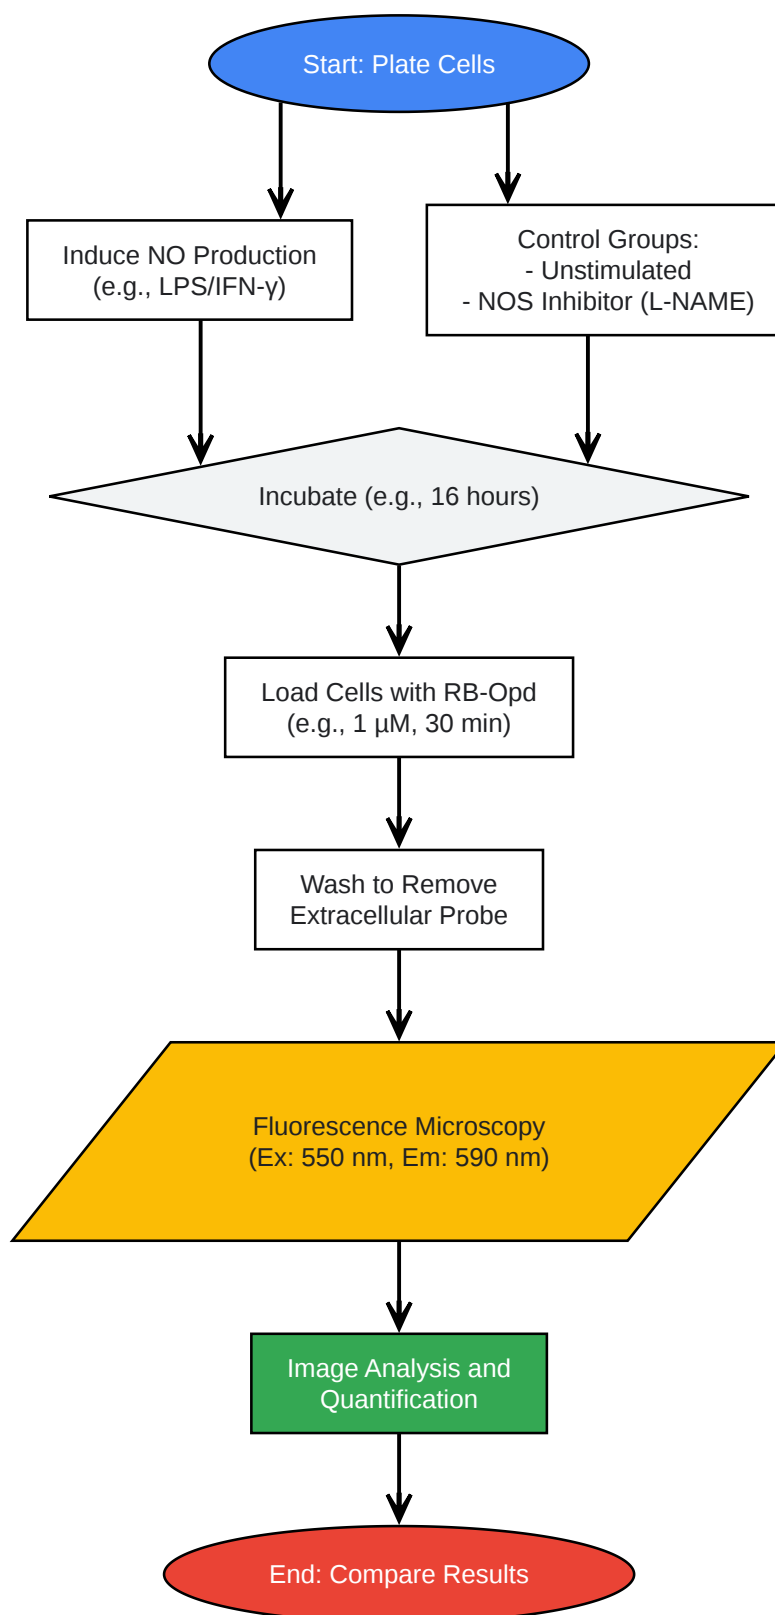 Start: Plate Cells
Induce NO Production
(e.g., LPS/IFN-γ)
Control Groups:
- Unstimulated
- NOS Inhibitor (L-NAME)
Incubate (e.g., 16 hours)
Load Cells with RB-Opd
(e.g., 1 µM, 30 min)
Wash to Remove
Extracellular Probe
Fluorescence Microscopy
(Ex: 550 nm, Em: 590 nm)
Image Analysis and
Quantification
End: Compare Results